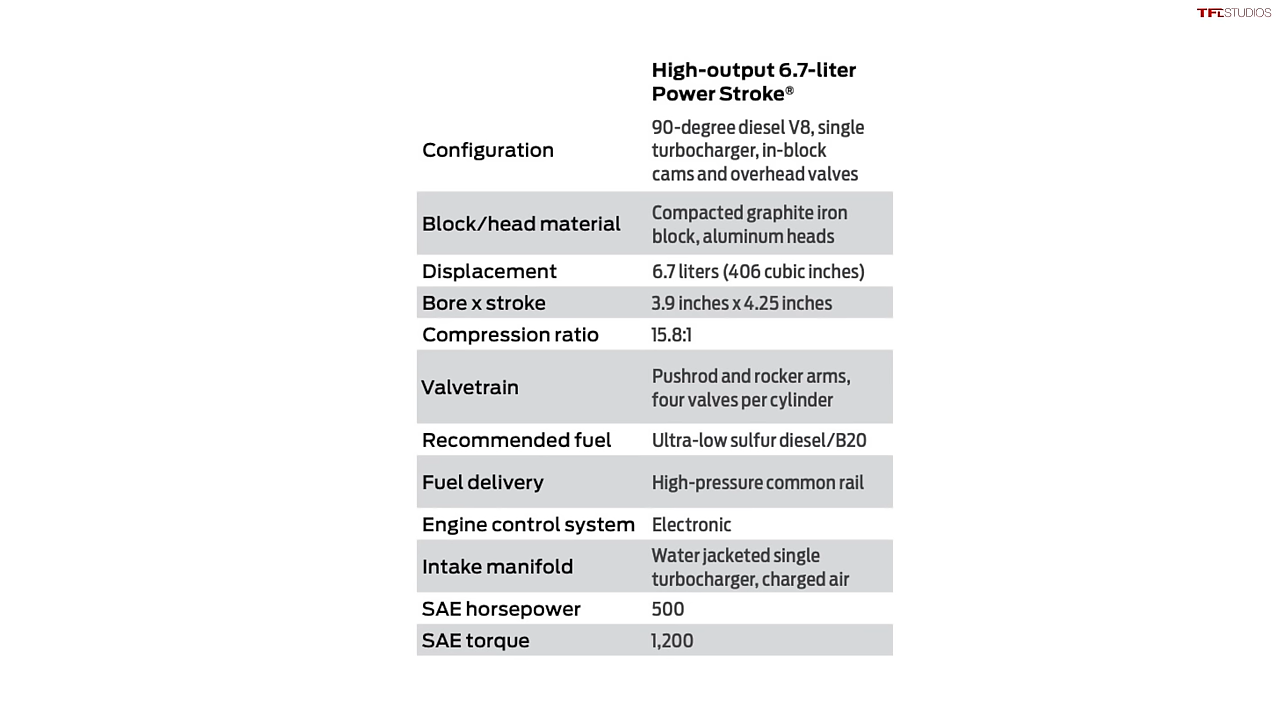 TFLSTUDIOS
High-output 6.7-liter
Power Stroke®
Configuration
90-degree diesel V8, single
turbocharger, in-block
cams and overhead valves
Block/head material
Compacted graphite iron
block, aluminum heads
Displacement
6.7 liters (406 cubic inches)
Bore x stroke
3.9 inches x 4.25 inches
Compression ratio
15.8:1
Valvetrain
Pushrod and rocker arms,
four valves per cylinder
Recommended fuel
Ultra-low sulfur diesel/B20
Fuel delivery
High-pressure common rail
Engine control system
Electronic
Intake manifold
Water jacketed single
turbocharger, charged air
SAE horsepower
500
SAE torque
1,200